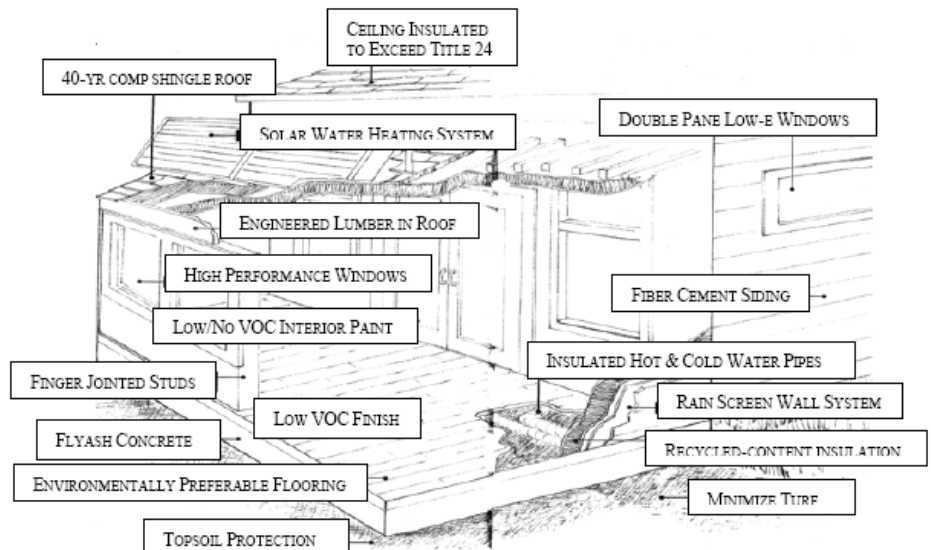 CEILING INSULATED
TO EXCEED TITLE 24
40-YR COMP SHINGLE ROOF
SOLAR WATER HEATING SYSTEM
DOUBLE PANE LOW-E WINDOWS
ENGINEERED LUMBER IN ROOF
HIGH PERFORMANCE WINDOWS
FIBER CEMENT SIDING
LOW/NO VOC INTERIOR PAINT
INSULATED HOT & COLD WATER PIPES
FINGER JOINTED STUDS
RAIN SCREEN WALL SYSTEM
LOW VOC FINISH
FLYASH CONCRETE
RECYCLED-CONTENT INSULATION
ENVIRONMENTALLY PREFERABLE FLOORING
MINIMIZE TURF
TOPSOIL PROTECTION